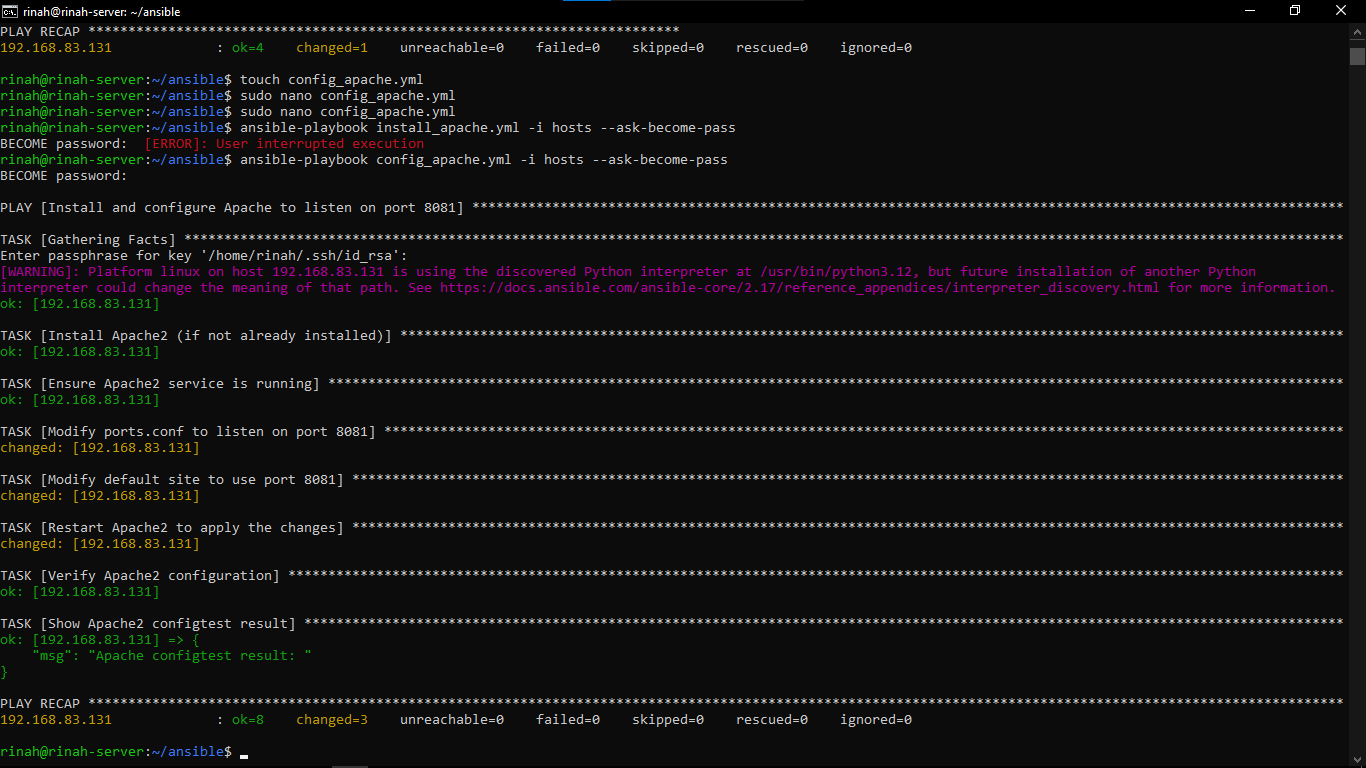 rinah@rinah-server: ~/ansible
PLAY RECAP **************************************************************************
192.168.83.131             : ok=4    changed=1    unreachable=0    failed=0    skipped=0    rescued=0    ignored=0
rinah@rinah-server:~/ansible$ touch config_apache.yml
rinah@rinah-server:~/ansible$ sudo nano config_apache.yml
rinah@rinah-server:~/ansible$ sudo nano config_apache.yml
rinah@rinah-server:~/ansible$ ansible-playbook install_apache.yml -i hosts --ask-become-pass
BECOME password:  [ERROR]: User interrupted execution
rinah@rinah-server:~/ansible$ ansible-playbook config_apache.yml -i hosts --ask-become-pass
BECOME password:
PLAY [Install and configure Apache to listen on port 8081] *************************************************************************************************************
TASK [Gathering Facts] *************************************************************************************************************************************************
Enter passphrase for key '/home/rinah/.ssh/id_rsa':
[WARNING]: Platform linux on host 192.168.83.131 is using the discovered Python interpreter at /usr/bin/python3.12, but future installation of another Python
interpreter could change the meaning of that path. See https://docs.ansible.com/ansible-core/2.17/reference_appendices/interpreter_discovery.html for more information.
ok: [192.168.83.131]
TASK [Install Apache2 (if not already installed)] **********************************************************************************************************************
ok: [192.168.83.131]
TASK [Ensure Apache2 service is running] *******************************************************************************************************************************
ok: [192.168.83.131]
TASK [Modify ports.conf to listen on port 8081] ************************************************************************************************************************
changed: [192.168.83.131]
TASK [Modify default site to use port 8081] ****************************************************************************************************************************
changed: [192.168.83.131]
TASK [Restart Apache2 to apply the changes] ****************************************************************************************************************************
changed: [192.168.83.131]
TASK [Verify Apache2 configuration] ************************************************************************************************************************************
ok: [192.168.83.131]
TASK [Show Apache2 configtest result] **********************************************************************************************************************************
ok: [192.168.83.131] => {
    "msg": "Apache configtest result: "
}
PLAY RECAP *************************************************************************************************************************************************************
192.168.83.131             : ok=8    changed=3    unreachable=0    failed=0    skipped=0    rescued=0    ignored=0
rinah@rinah-server:~/ansible$